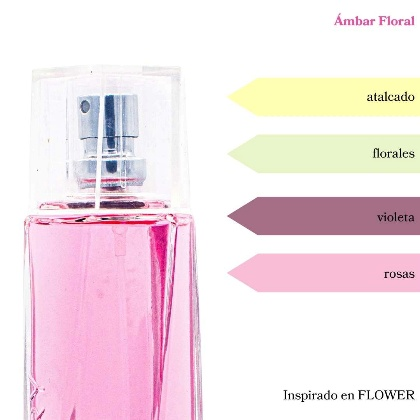 Ámbar Floral
atalcado
florales
violeta
rosas
Inspirado en FLOWER